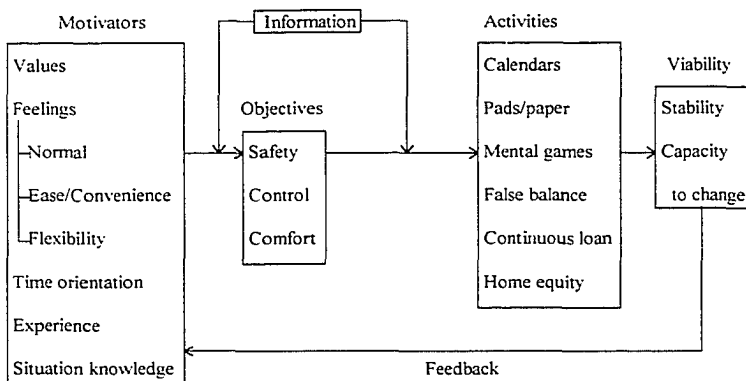 Motivators
Information
Activities
Values
Feelings
Normal
Ease/Convenience
Flexibility
Time orientation
Experience
Situation knowledge
Objectives
Safety
Control
Comfort
Calendars
Pads/paper
Mental games
False balance
Continuous loan
Home equity
Viability
Stability
Capacity
to change
Feedback